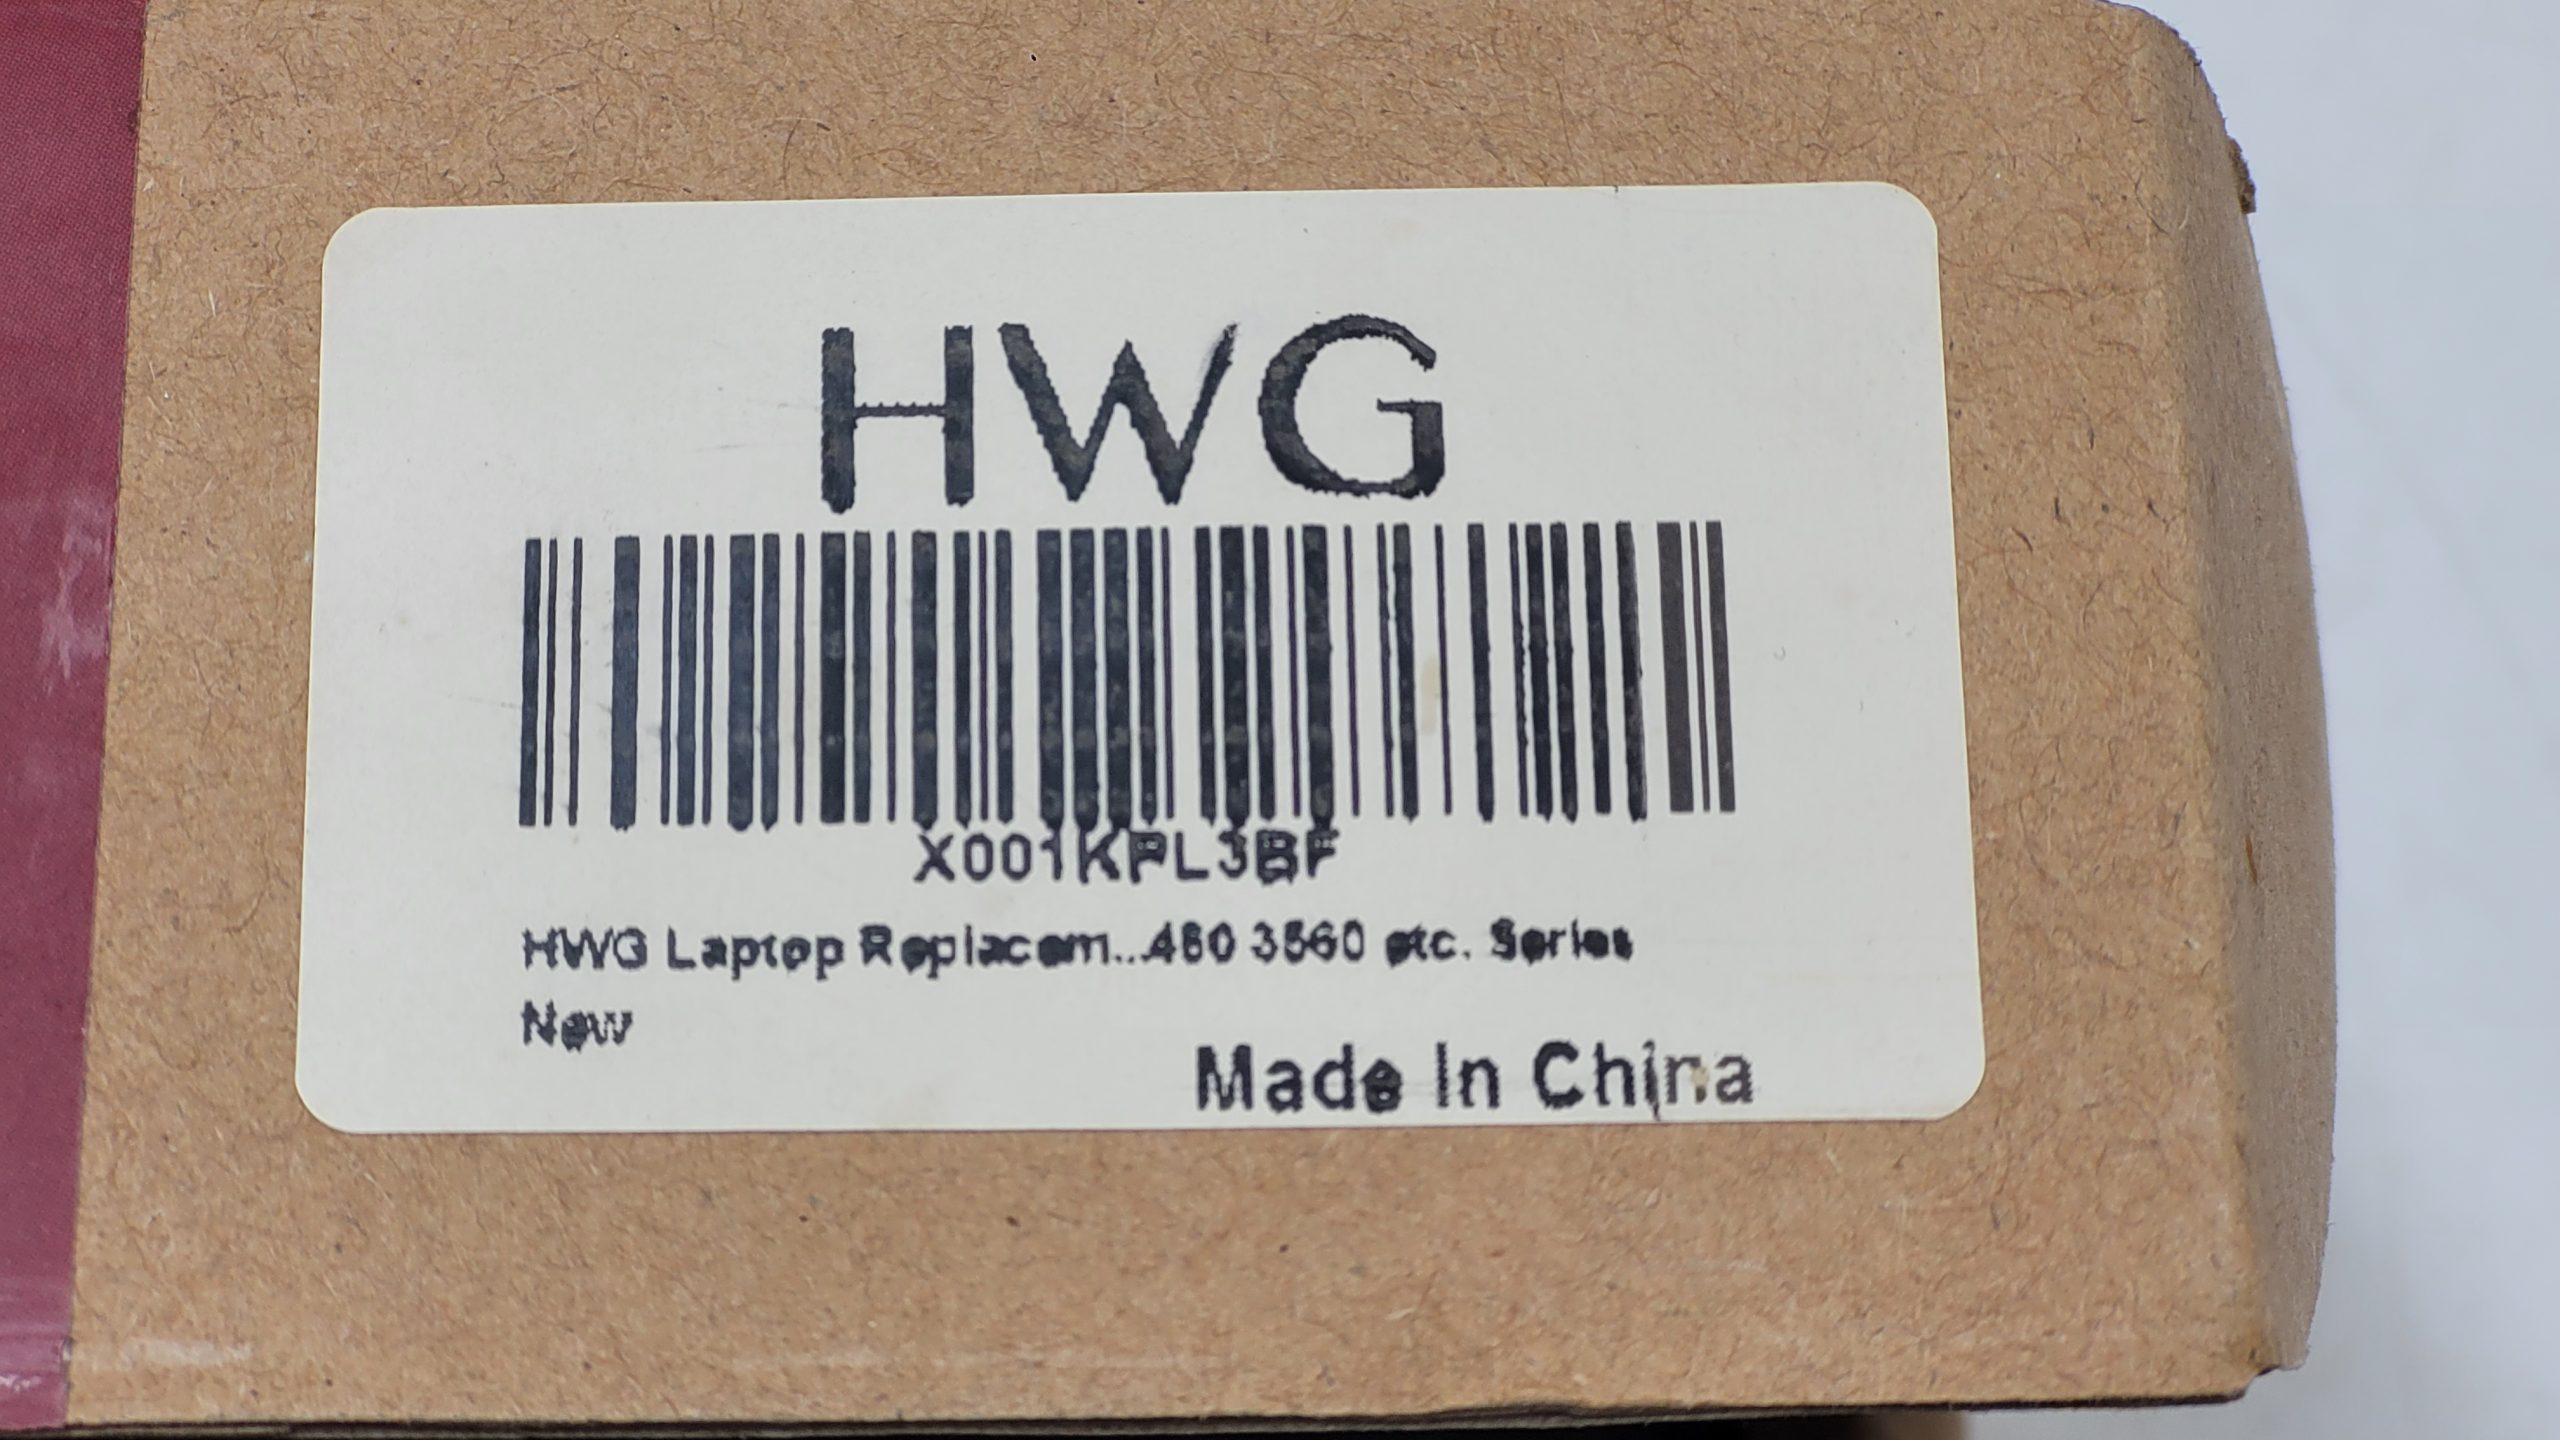 HWG
X001KPL3BF
HWG Laptop Replacem...480 3560 etc. Series
New
Made In China